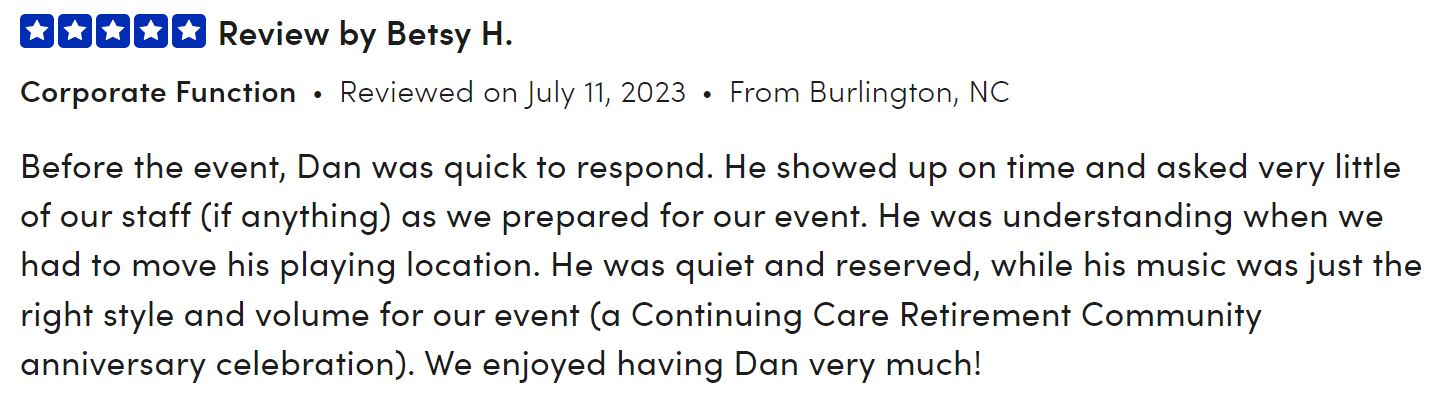 Review by Betsy H.
Corporate Function • Reviewed on July 11, 2023 • From Burlington, NC
Before the event, Dan was quick to respond. He showed up on time and asked very little
of our staff (if anything) as we prepared for our event. He was understanding when we
had to move his playing location. He was quiet and reserved, while his music was just the
right style and volume for our event (a Continuing Care Retirement Community
anniversary celebration). We enjoyed having Dan very much!